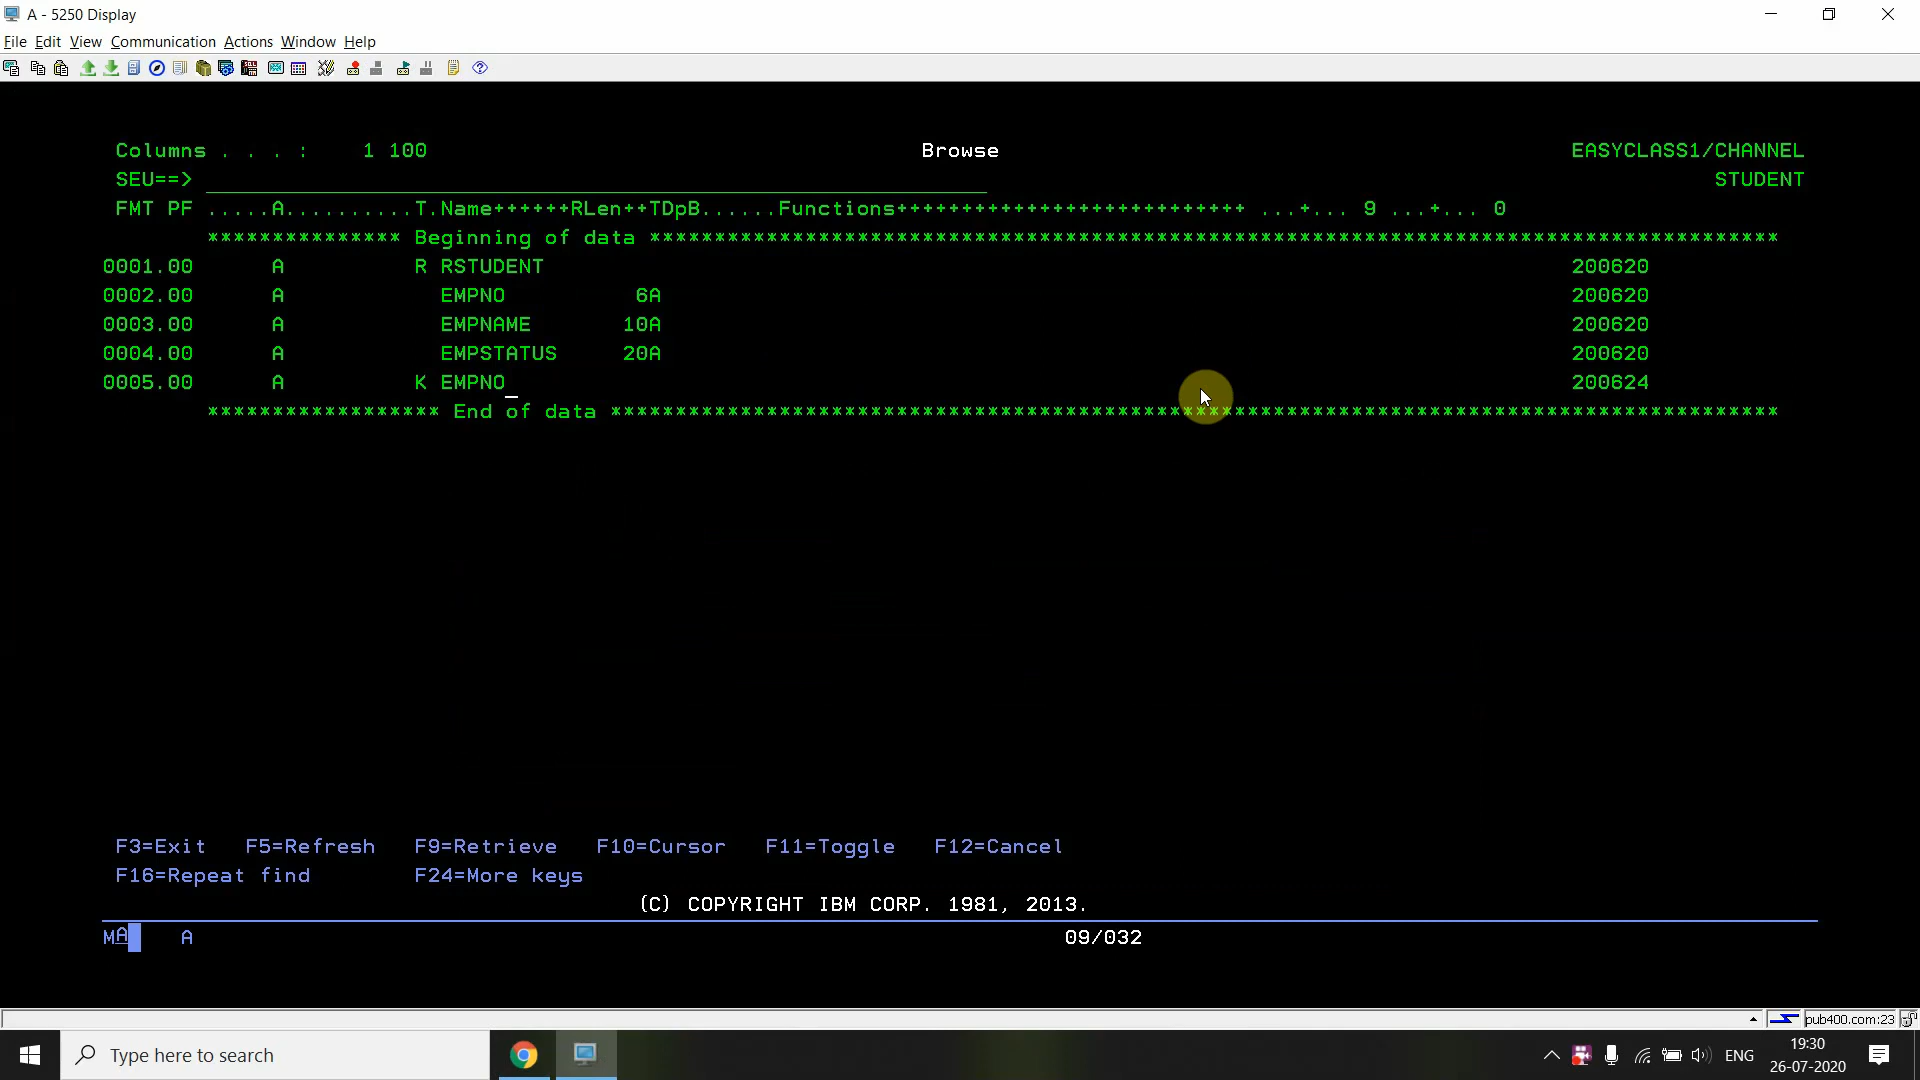 A - 5250 Display
File Edit View Communication Actions Window Help
Columns . . . :    1 100                                      Browse                                            EASYCLASS1/CHANNEL
SEU==> ____________________________________________________________                                                        STUDENT
FMT PF .....A..........T.Name++++++RLen++TDpB......Functions+++++++++++++++++++++++++++ ...+... 9 ...+... 0
*************** Beginning of data ***************************************************************************************
0001.00      A          R RSTUDENT                                                                               200620
0002.00      A            EMPNO          6A                                                                      200620
0003.00      A            EMPNAME       10A                                                                      200620
0004.00      A            EMPSTATUS     20A                                                                      200620
0005.00      A          K EMPNO                                                                                  200624
****************** End of data ******************************************************************************************
F3=Exit   F5=Refresh   F9=Retrieve   F10=Cursor   F11=Toggle   F12=Cancel
F16=Repeat find        F24=More keys
(C) COPYRIGHT IBM CORP. 1981, 2013.
MA    A    09/032
pub400.com:23
Type here to search
ENG
19:30
26-07-2020